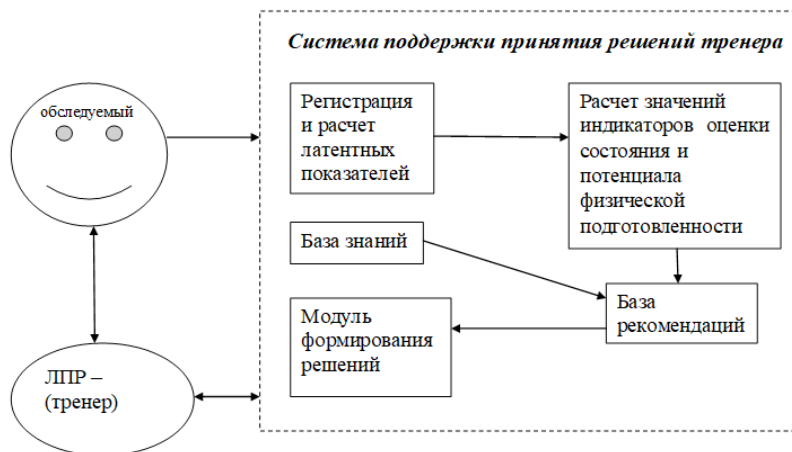 Система поддержки принятия решений тренера
обследуемый
Регистрация
и расчет
латентных
показателей
Расчет значений
индикаторов оценки
состояния и
потенциала
физической
подготовленности
База знаний
База
рекомендаций
Модуль
формирования
решений
ЛПР –
(тренер)